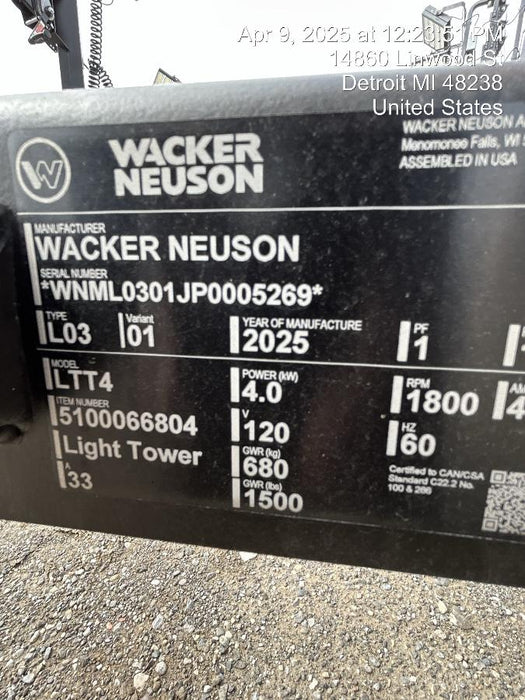 Apr 9, 2025 at 12:23:51 PM
14860 Linwood St
Detroit MI 48238
United States
WACKER NEUSON
Menomonee Falls, WI
ASSEMBLED IN USA
W
WACKER
NEUSON
MANUFACTURER
WACKER NEUSON
SERIAL NUMBER
*WNML0301JP0005269*
TYPE
L03
Variant
01
YEAR OF MANUFACTURE
2025
PF
1
MODEL
LTT4
POWER (kW)
4.0
RPM
1800
4
ITEM NUMBER
5100066804
V
120
HZ
60
Light Tower
GWR (kg)
680
A
33
GWR (lbs)
1500
Certified to CAN/CSA
Standard C22.2 No.
100 & 286